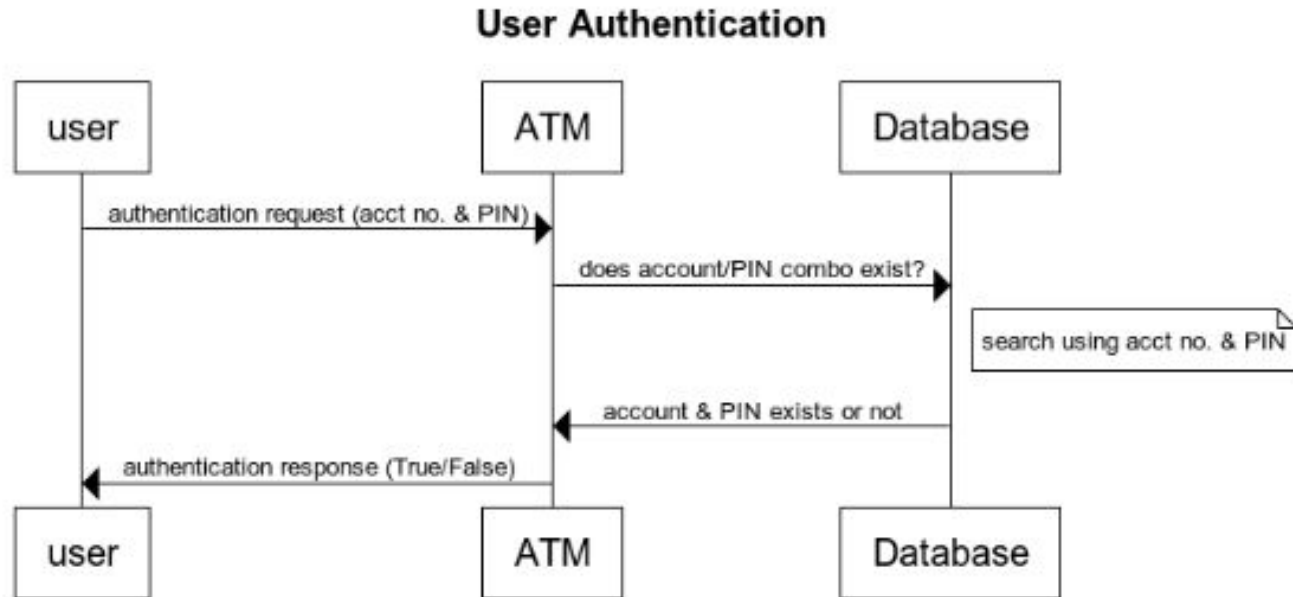 User Authentication
user
ATM
Database
authentication request (acct no. & PIN)
does account/PIN combo exist?
search using acct no. & PIN
account & PIN exists or not
authentication response (True/False)
user
ATM
Database